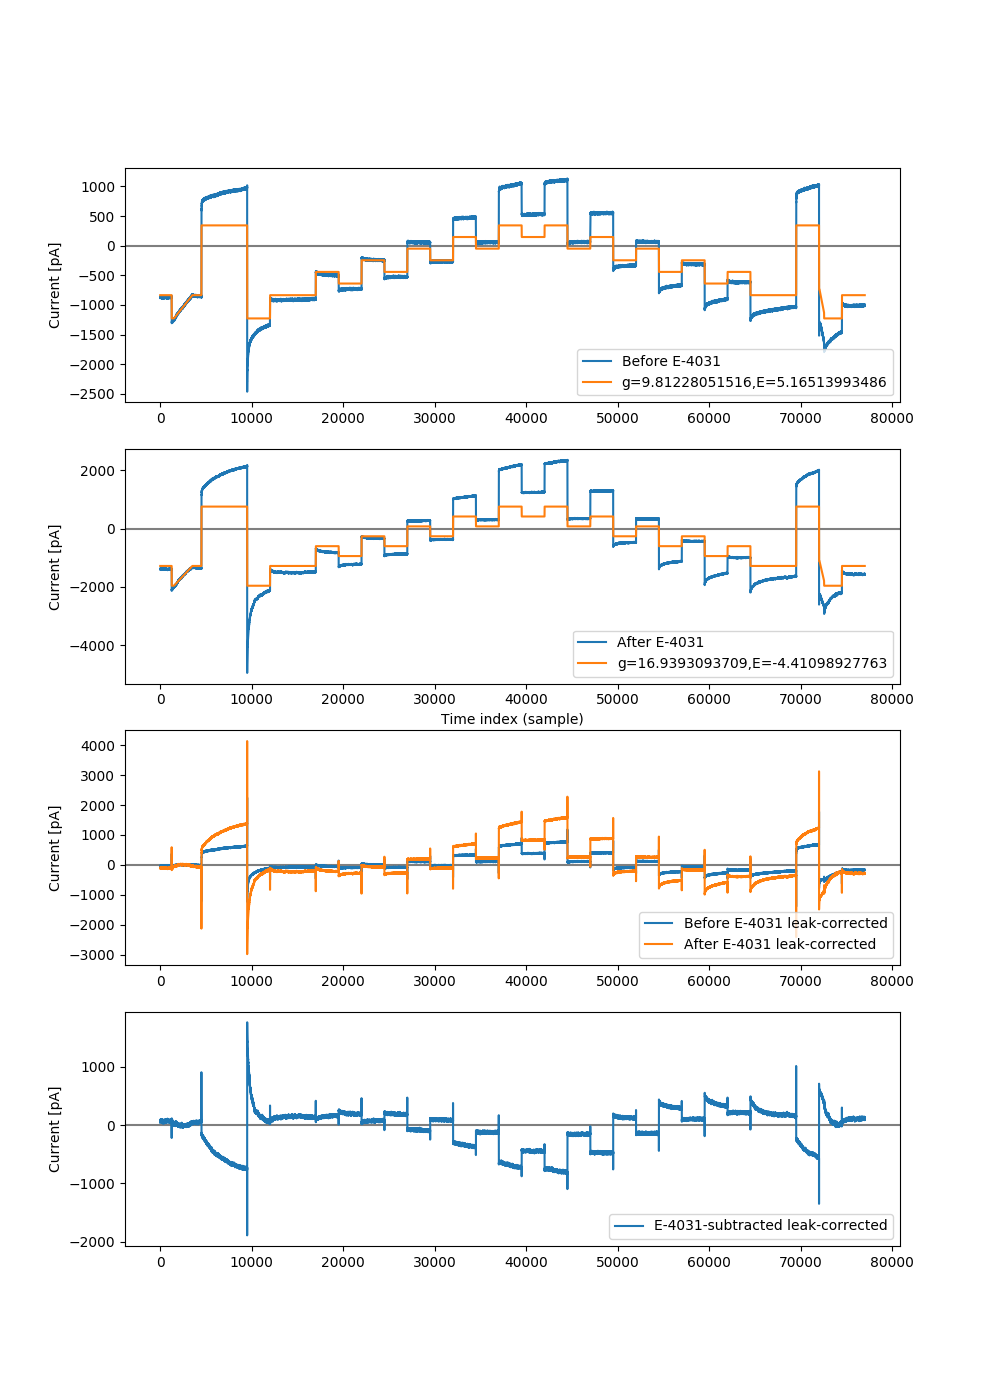 1000
500
0
−500
−1000
−1500
−2000
−2500
Current [pA]
Before E-4031
g=9.81228051516,E=5.16513993486
0 10000 20000 30000 40000 50000 60000 70000 80000
2000
0
−2000
−4000
Current [pA]
After E-4031
g=16.9393093709,E=-4.41098927763
0 10000 20000 30000 40000 50000 60000 70000 80000
Time index (sample)
4000
3000
2000
1000
0
−1000
−2000
−3000
Current [pA]
Before E-4031 leak-corrected
After E-4031 leak-corrected
0 10000 20000 30000 40000 50000 60000 70000 80000
1000
0
−1000
−2000
Current [pA]
E-4031-subtracted leak-corrected
0 10000 20000 30000 40000 50000 60000 70000 80000